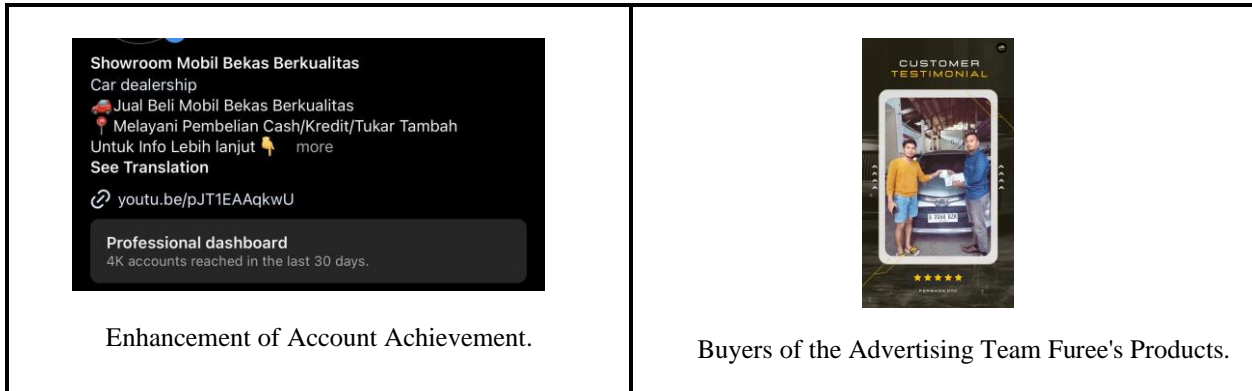 Showroom Mobil Bekas Berkualitas
Car dealership
🚗Jual Beli Mobil Bekas Berkualitas
📍 Melayani Pembelian Cash/Kredit/Tukar Tambah
Untuk Info Lebih lanjut 👇 more
See Translation
youtu.be/pJT1EAAqkwU
Professional dashboard
4K accounts reached in the last 30 days.
Enhancement of Account Achievement.
CUSTOMER
TESTIMONIAL
Buyers of the Advertising Team Furee's Products.